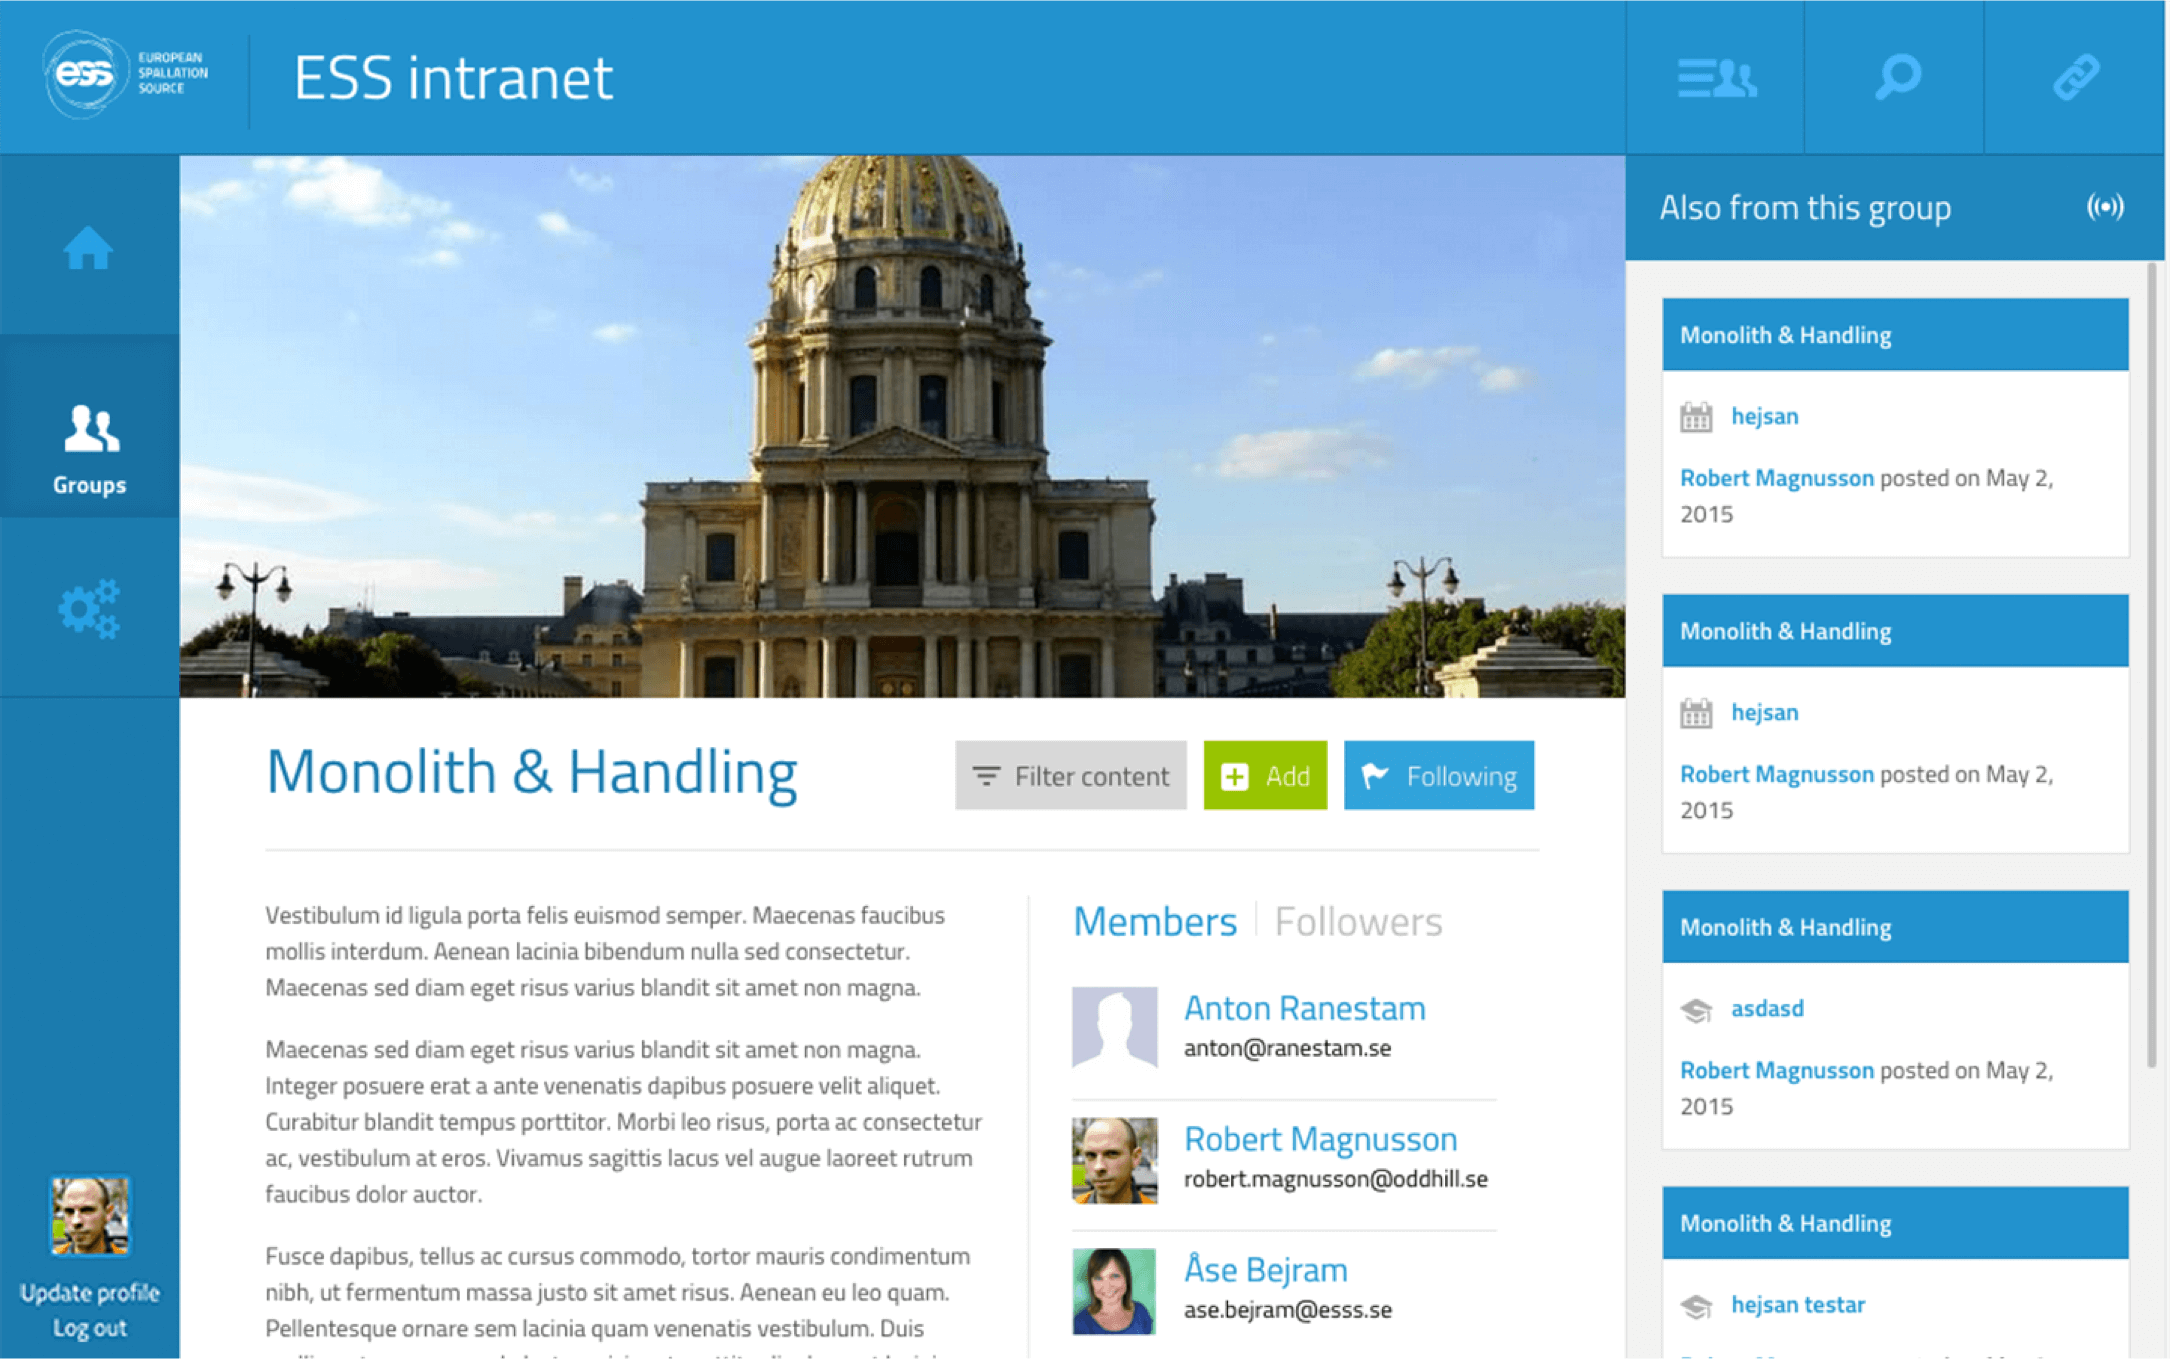 ess
EUROPEAN
SPALLATION
SOURCE
ESS intranet
Groups
Update profile
Log out
Monolith & Handling
Filter content
Add
Following
Vestibulum id ligula porta felis euismod semper. Maecenas faucibus
mollis interdum. Aenean lacinia bibendum nulla sed consectetur.
Maecenas sed diam eget risus varius blandit sit amet non magna.
Maecenas sed diam eget risus varius blandit sit amet non magna.
Integer posuere erat a ante venenatis dapibus posuere velit aliquet.
Curabitur blandit tempus porttitor. Morbi leo risus, porta ac consectetur
ac, vestibulum at eros. Vivamus sagittis lacus vel augue laoreet rutrum
faucibus dolor auctor.
Fusce dapibus, tellus ac cursus commodo, tortor mauris condimentum
nibh, ut fermentum massa justo sit amet risus. Aenean eu leo quam.
Pellentesque ornare sem lacinia quam venenatis vestibulum. Duis
Members
Followers
Anton Ranestam
anton@ranestam.se
Robert Magnusson
robert.magnusson@oddhill.se
Åse Bejram
ase.bejram@esss.se
Also from this group
Monolith & Handling
hejsan
Robert Magnusson posted on May 2,
2015
Monolith & Handling
hejsan
Robert Magnusson posted on May 2,
2015
Monolith & Handling
asdasd
Robert Magnusson posted on May 2,
2015
Monolith & Handling
hejsan testar